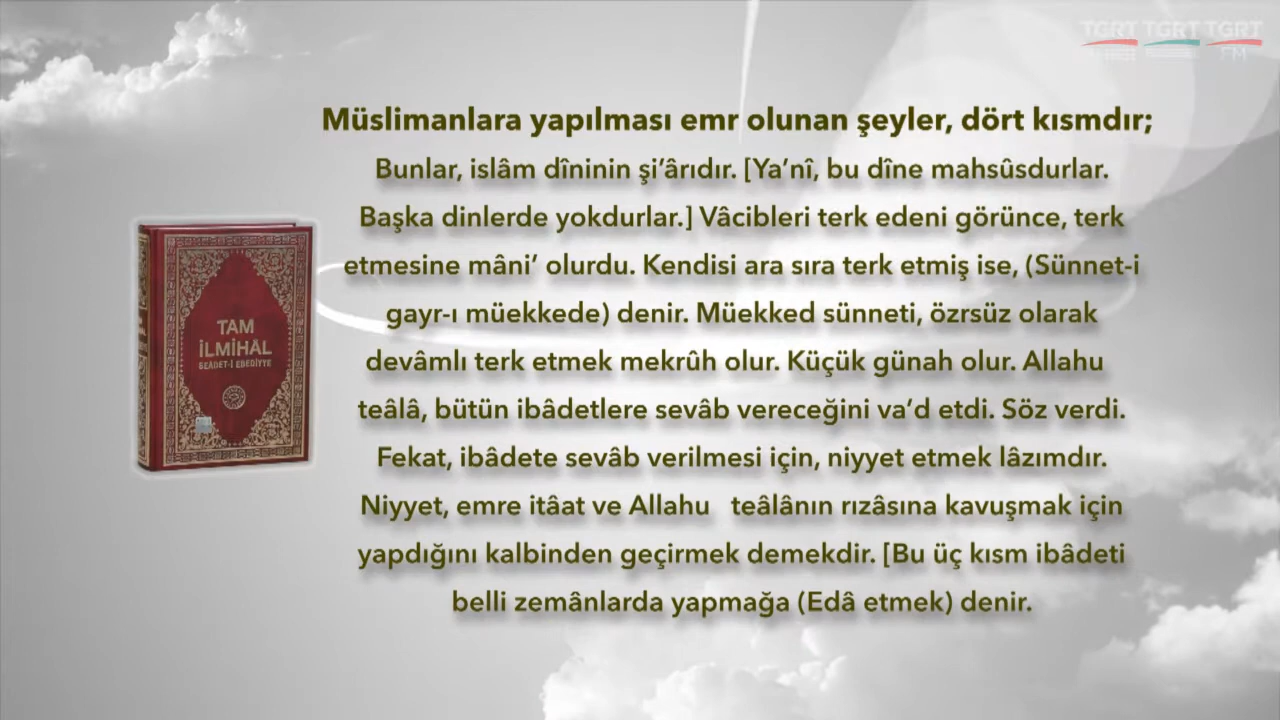 TGRT TGRT TGRT
FM
Müslimanlara yapılması emr olunan şeyler, dört kısmdır;
Bunlar, islâm dîninin şi’ârıdır. [Ya’nî, bu dîne mahsûsdurlar.
Başka dinlerde yokdurlar.] Vâcibleri terk edeni görünce, terk
etmesine mâni’ olurdu. Kendisi ara sıra terk etmiş ise, (Sünnet-i
gayr-ı müekkede) denir. Müekked sünneti, özrsüz olarak
devâmlı terk etmek mekrûh olur. Küçük günah olur. Allahu
teâlâ, bütün ibâdetlere sevâb vereceğini va’d etdi. Söz verdi.
Fekat, ibâdete sevâb verilmesi için, niyyet etmek lâzımdır.
Niyyet, emre itâat ve Allahu teâlânın rızâsına kavuşmak için
yapdığını kalbinden geçirmek demekdir. [Bu üç kısm ibâdeti
belli zemânlarda yapmağa (Edâ etmek) denir.
TAM
İLMİHÂL
SEÂDET-İ EBEDİYYE